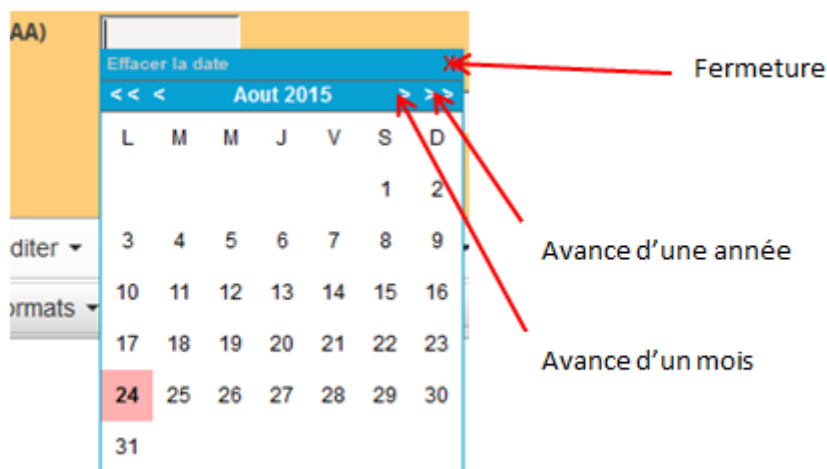 AA)
Effacer la date X
Fermeture
<< < Aout 2015 > >>
L M M J V S D
1 2
diter
3 4 5 6 7 8 9
Avance d’une année
ormats
10 11 12 13 14 15 16
17 18 19 20 21 22 23
Avance d’un mois
24 25 26 27 28 29 30
31